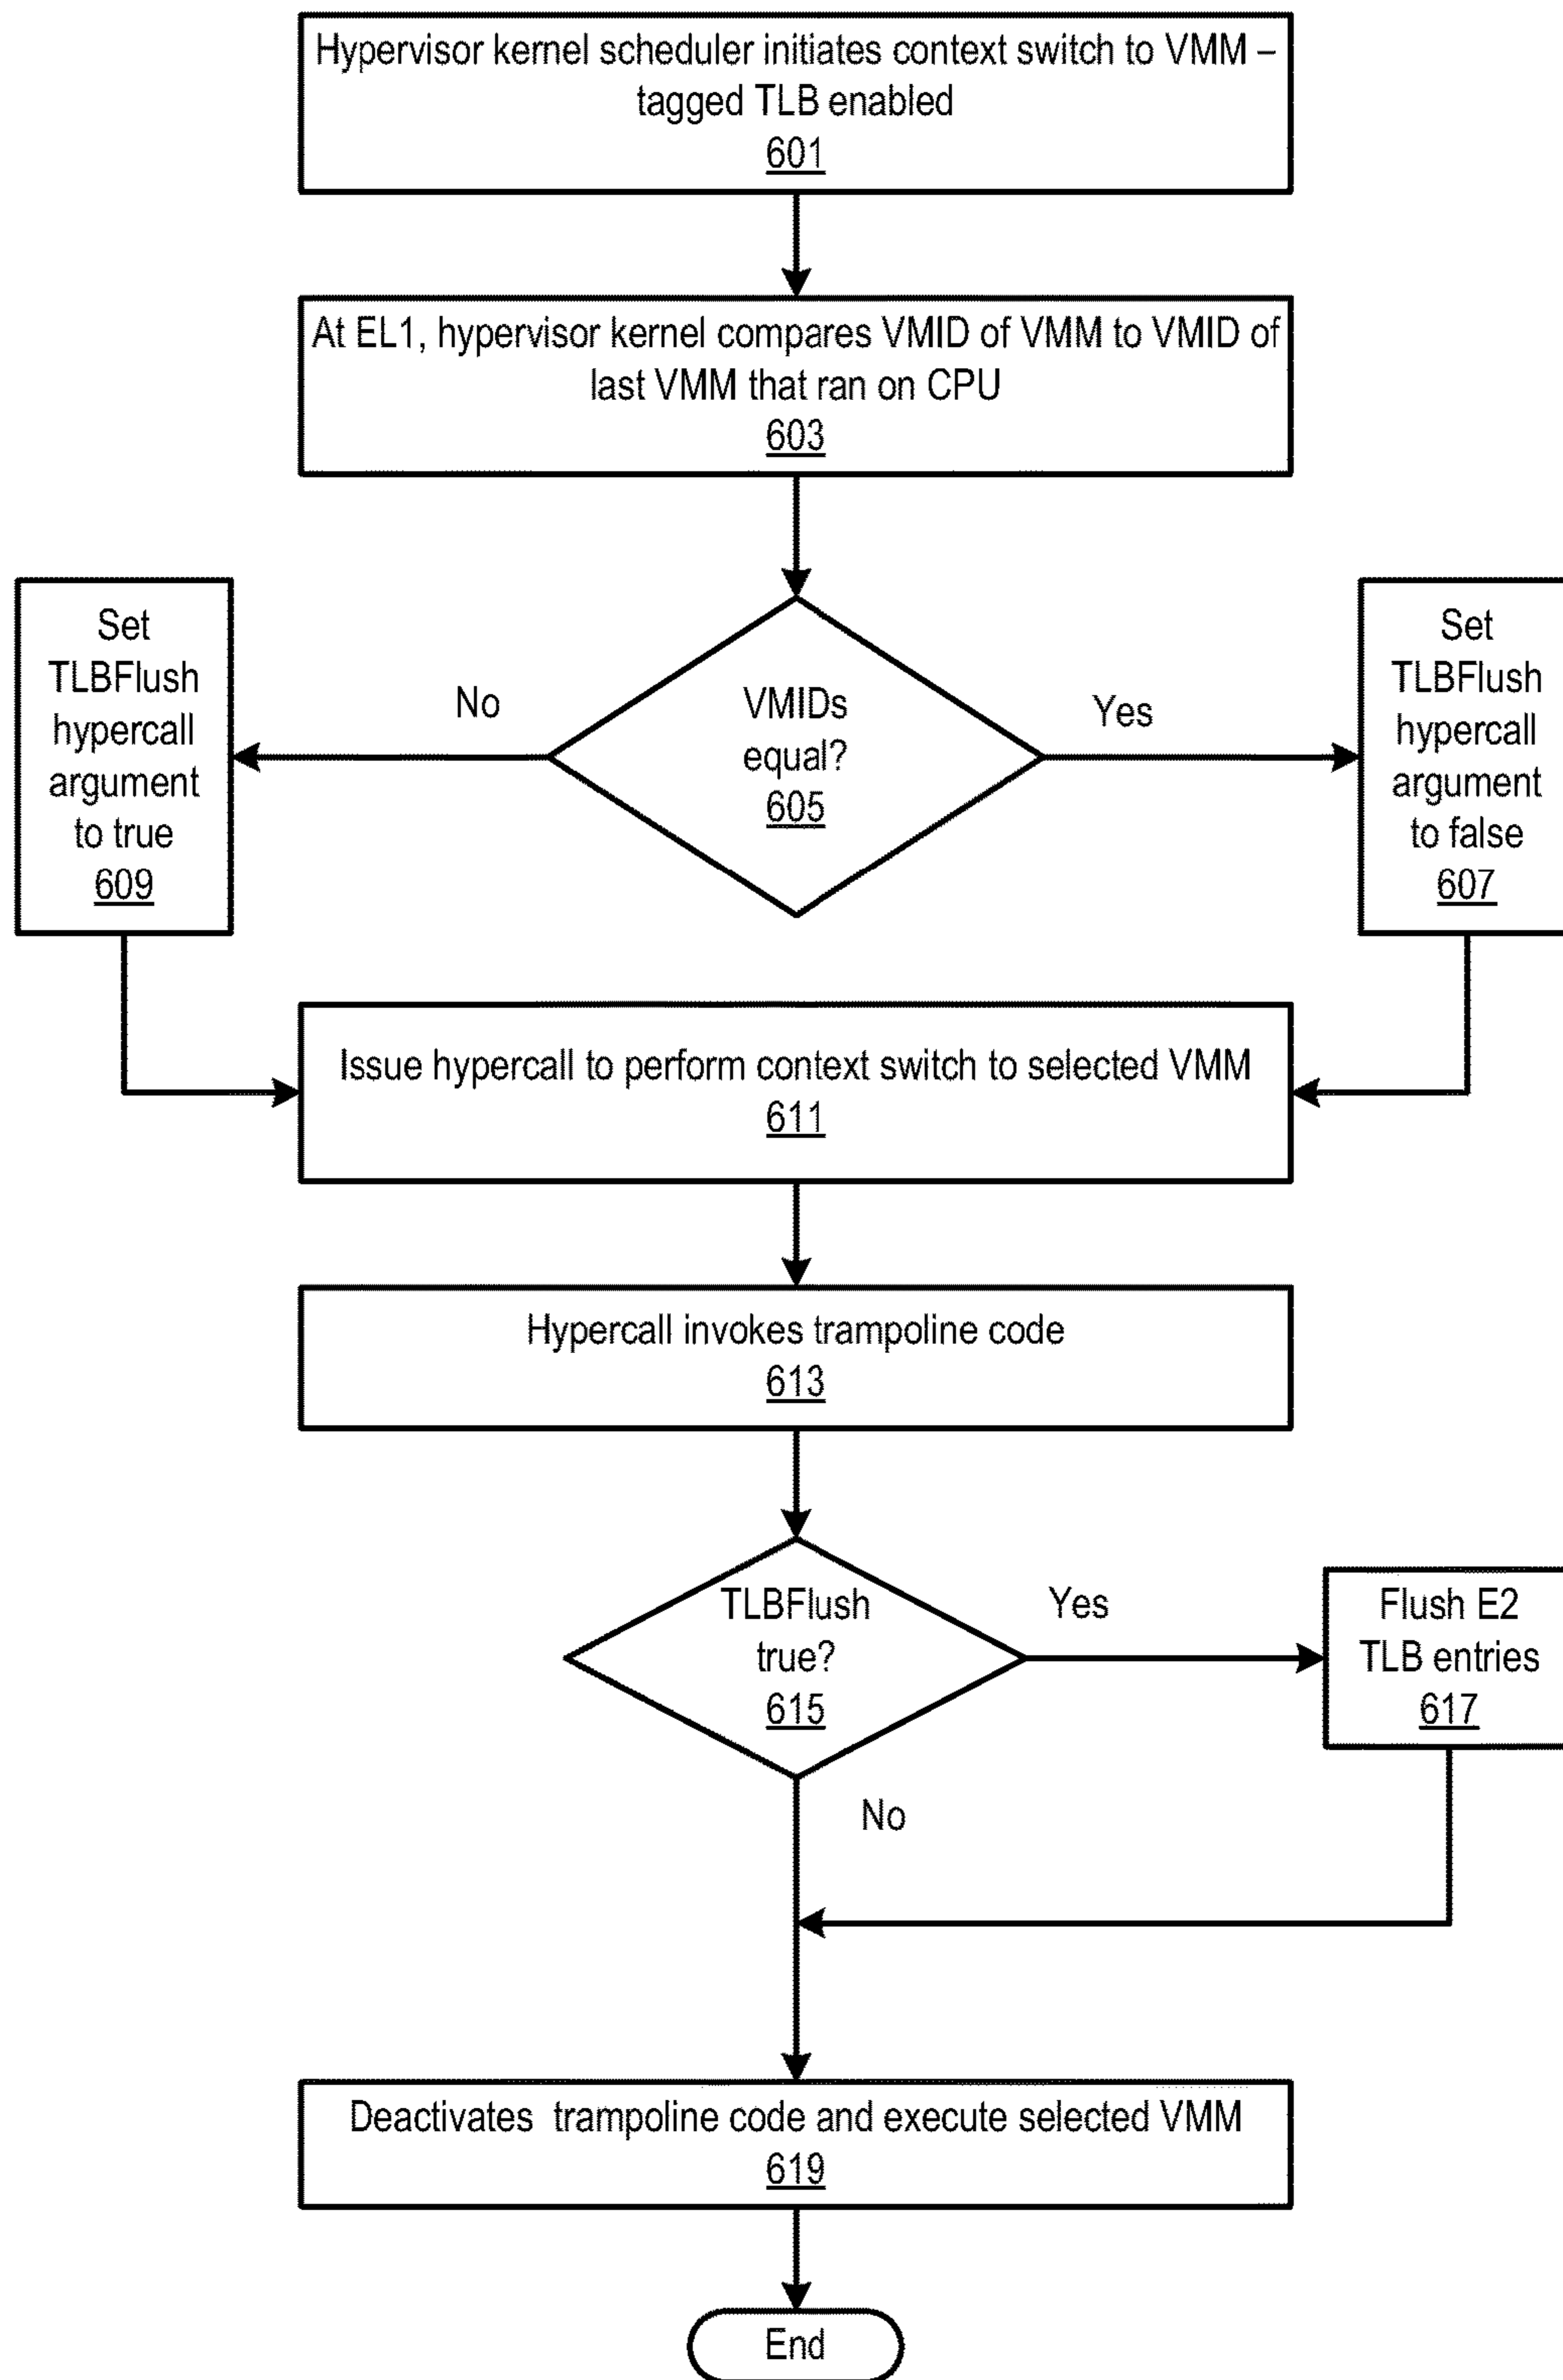 Hypervisor kernel scheduler initiates context switch to VMM –
tagged TLB enabled
601
At EL1, hypervisor kernel compares VMID of VMM to VMID of
last VMM that ran on CPU
603
Set
TLBFlush
hypercall
argument
to true
609
No
VMIDs
equal?
605
Yes
Set
TLBFlush
hypercall
argument
to false
607
Issue hypercall to perform context switch to selected VMM
611
Hypercall invokes trampoline code
613
TLBFlush
true?
615
Yes
Flush E2
TLB entries
617
No
Deactivates trampoline code and execute selected VMM
619
End